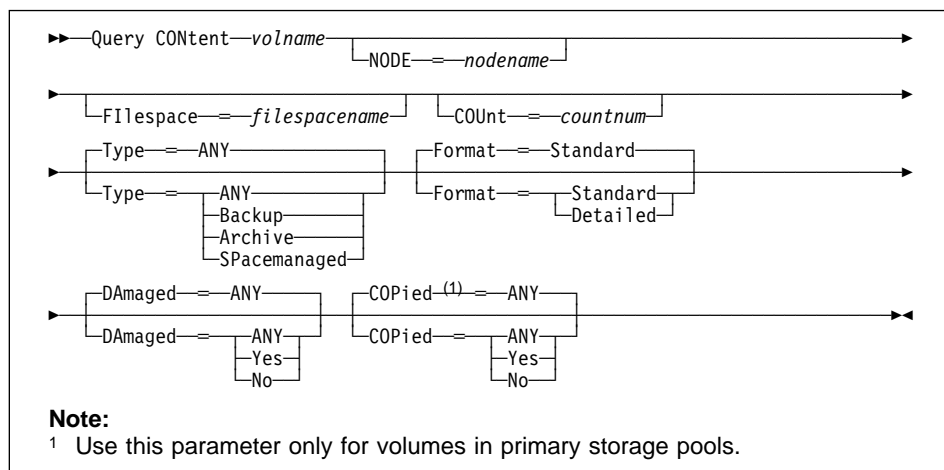 Query CONtent volname
NODE = nodename
FIlespace = filespacename COUnt = countnum
Type = ANY Format = Standard
Type = ANY Format = Standard
Backup Detailed
Archive
SPacemanaged
DAmaged = ANY COPied (1) = ANY
DAmaged = ANY COPied = ANY
Yes Yes
No No
Note:
1 Use this parameter only for volumes in primary storage pools.